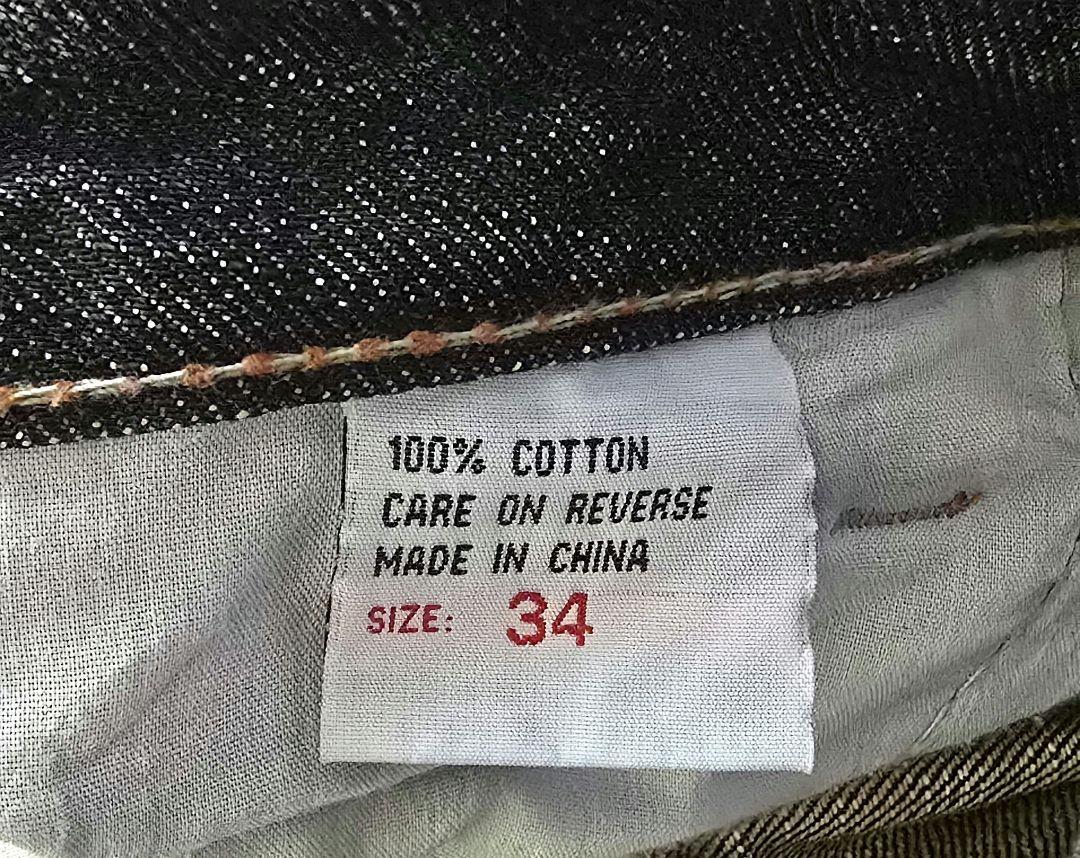 100% COTTON
CARE ON REVERSE
MADE IN CHINA
SIZE: 34